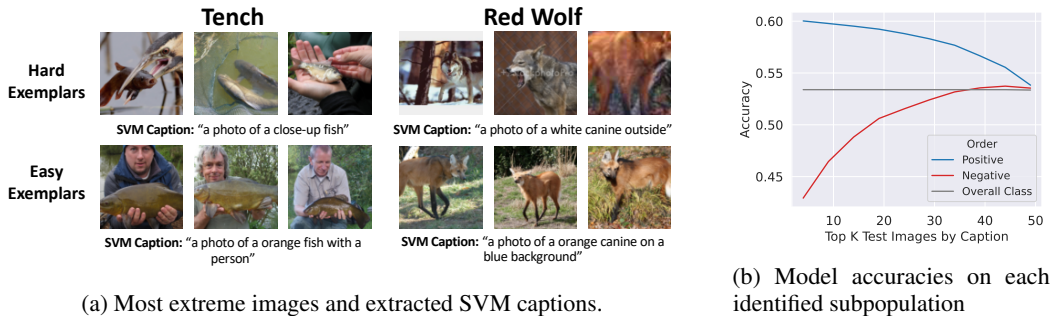 Tench
Red Wolf
Hard
Exemplars
SVM Caption: “a photo of a close-up fish”
SVM Caption: “a photo of a white canine outside”
Easy
Exemplars
SVM Caption: “a photo of a orange fish with a
person”
SVM Caption: “a photo of a orange canine on a
blue background”
(a) Most extreme images and extracted SVM captions.
0.60
0.55
0.50
0.45
Accuracy
Order
Positive
Negative
Overall Class
10 20 30 40 50
Top K Test Images by Caption
(b) Model accuracies on each
identified subpopulation